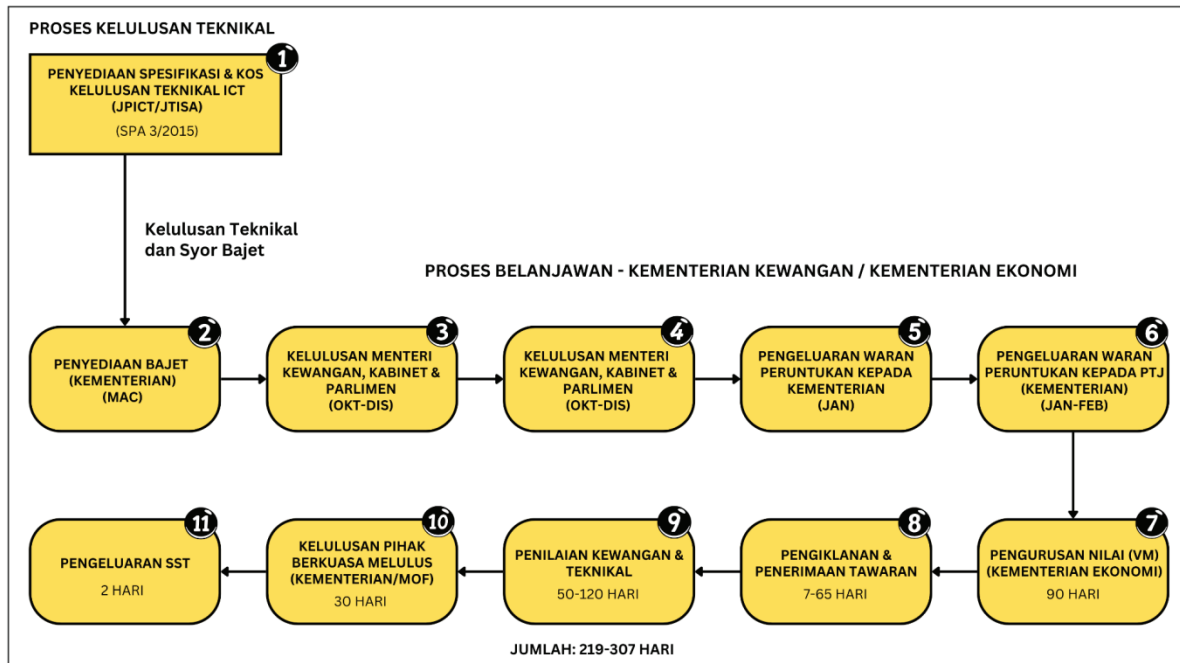 PROSES KELULUSAN TEKNIKAL
1
PENYEDIAAN SPESIFIKASI & KOS
KELULUSAN TEKNIKAL ICT
(JPICT/JTISA)
(SPA 3/2015)
Kelulusan Teknikal
dan Syor Bajet
PROSES BELANJAWAN - KEMENTERIAN KEWANGAN / KEMENTERIAN EKONOMI
2
PENYEDIAAN BAJET
(KEMENTERIAN)
(MAC)
3
KELULUSAN MENTERI
KEWANGAN, KABINET &
PARLIMEN
(OKT-DIS)
4
KELULUSAN MENTERI
KEWANGAN, KABINET &
PARLIMEN
(OKT-DIS)
5
PENGELUARAN WARAN
PERUNTUKAN KEPADA
KEMENTERIAN
(JAN)
6
PENGELUARAN WARAN
PERUNTUKAN KEPADA PTJ
(KEMENTERIAN)
(JAN-FEB)
7
PENGURUSAN NILAI (VM)
(KEMENTERIAN EKONOMI)
90 HARI
8
PENGIKLANAN &
PENERIMAAN TAWARAN
7-65 HARI
9
PENILAIAN KEWANGAN &
TEKNIKAL
50-120 HARI
10
KELULUSAN PIHAK
BERKUASA MELULUS
(KEMENTERIAN/MOF)
30 HARI
11
PENGELUARAN SST
2 HARI
JUMLAH: 219-307 HARI